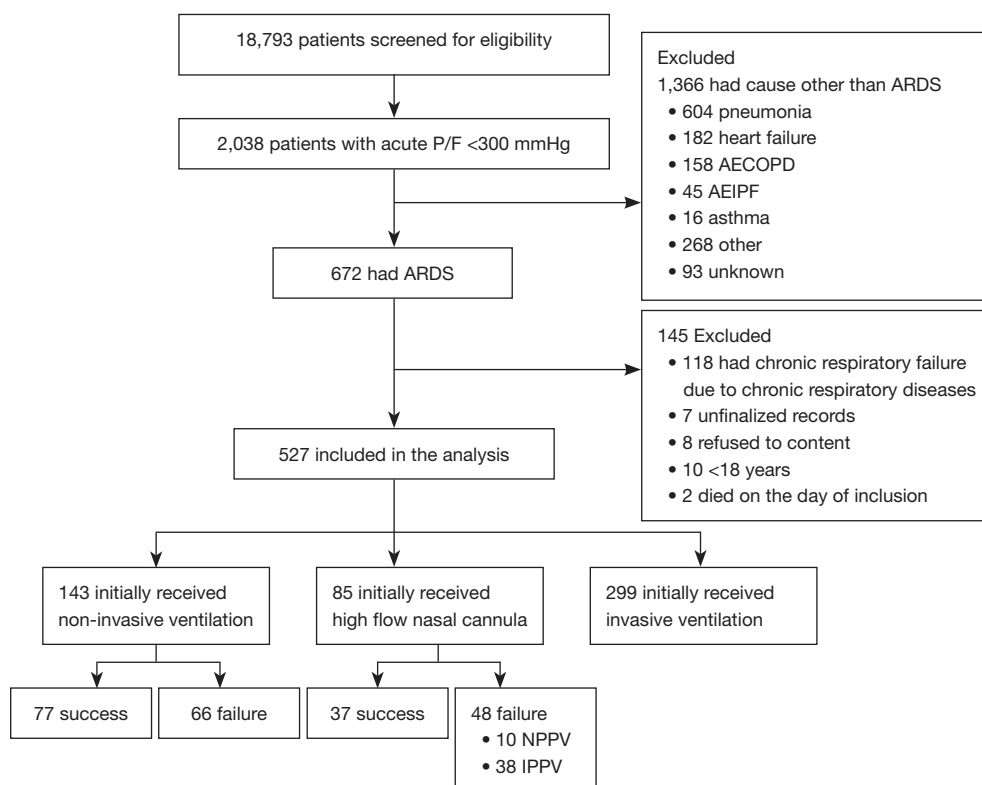 18,793 patients screened for eligibility
Excluded
1,366 had cause other than ARDS
• 604 pneumonia
• 182 heart failure
• 158 AECOPD
• 45 AEIPF
• 16 asthma
• 268 other
• 93 unknown
2,038 patients with acute P/F <300 mmHg
672 had ARDS
145 Excluded
• 118 had chronic respiratory failure
due to chronic respiratory diseases
• 7 unfinalized records
• 8 refused to content
• 10 <18 years
• 2 died on the day of inclusion
527 included in the analysis
143 initially received
non-invasive ventilation
85 initially received
high flow nasal cannula
299 initially received
invasive ventilation
77 success
66 failure
37 success
48 failure
• 10 NPPV
• 38 IPPV